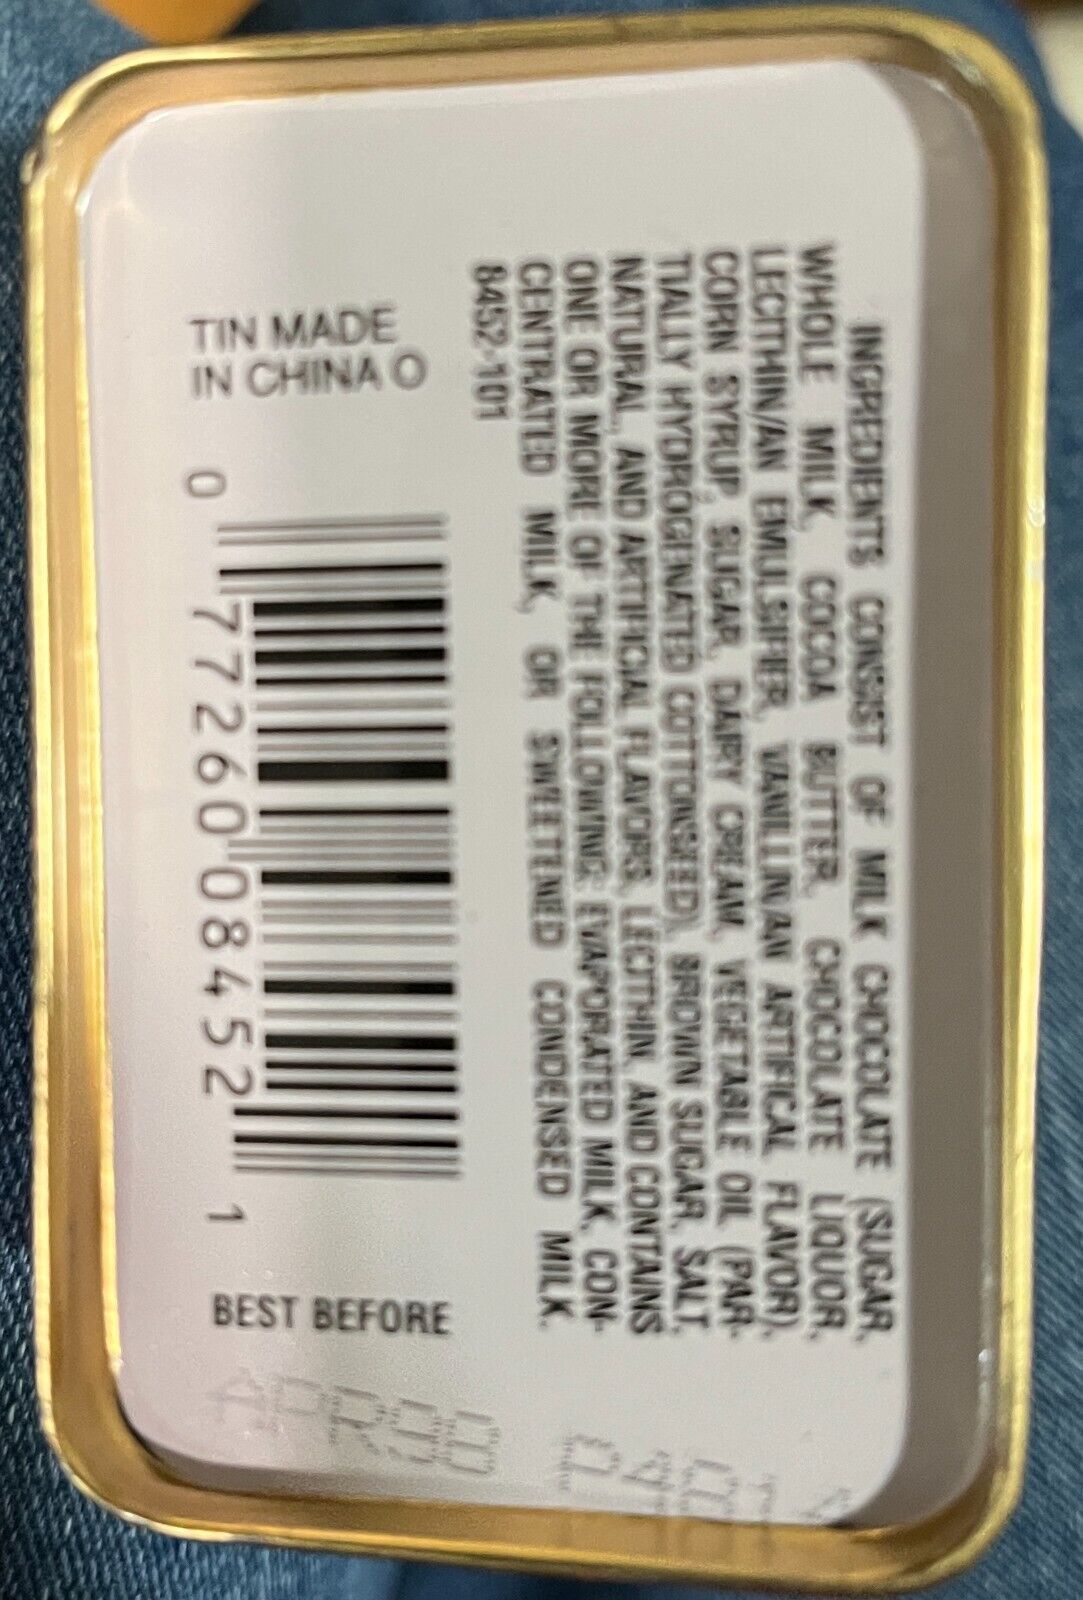 INGREDIENTS CONSIST OF MILK CHOCOLATE (SUGAR,
WHOLE MILK, COCOA BUTTER, CHOCOLATE LIQUOR,
LECITHIN/AN EMULSIFIER, VANILLIN/AN ARTIFICAL FLAVOR),
CORN SYRUP, SUGAR, DAIRY CREAM, VEGETABLE OIL (PAR-
TIALLY HYDROGENATED COTTONSEED), BROWN SUGAR, SALT,
NATURAL, AND ARTIFICIAL FLAVORS, LECITHIN, AND CONTAINS
ONE OR MORE OF THE FOLLOWING: EVAPORATED MILK, CON-
CENTRATED MILK, OR SWEETENED CONDENSED MILK.
8452-101
TIN MADE
IN CHINA O
0 77260 08452 1
BEST BEFORE